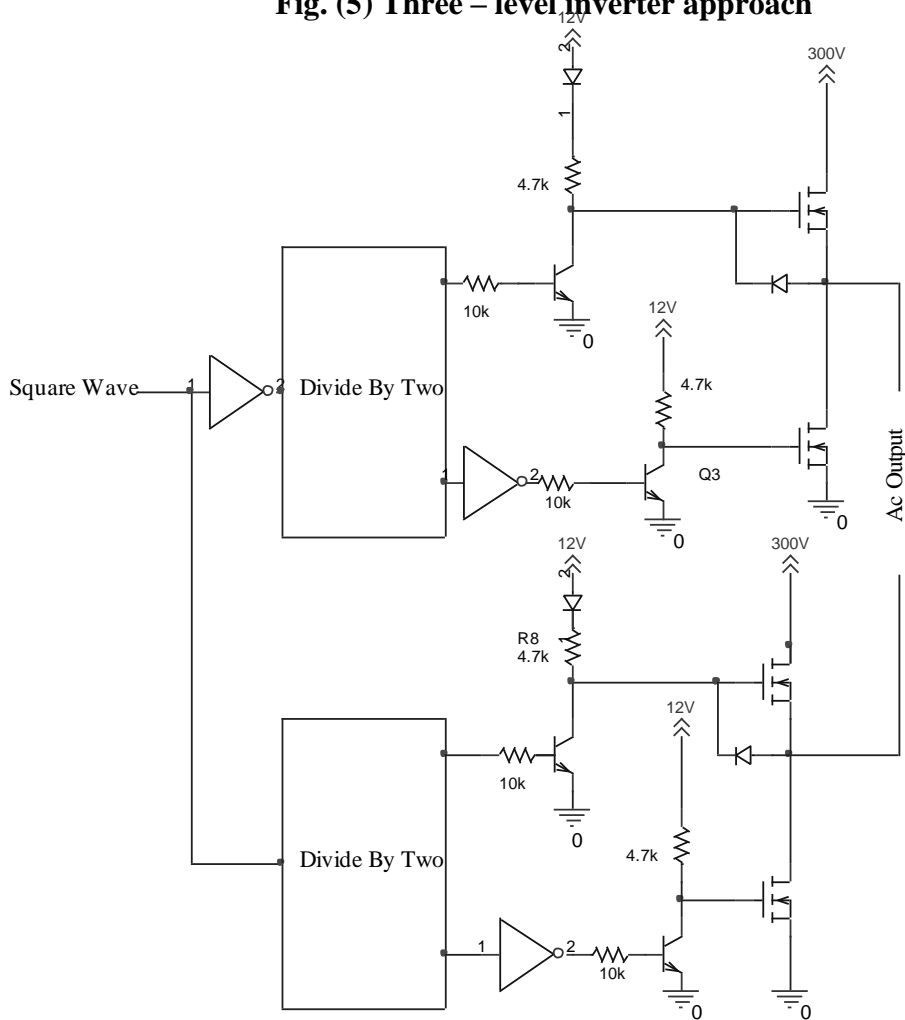 Fig. (5) Three – level inverter approach
12V
2
300V
1
4.7k
10k
0
12V
Square Wave
1
2
Divide By Two
4.7k
1
2
10k
Q3
0
0
Ac Output
12V
2
300V
R8
1
4.7k
12V
10k
0
Divide By Two
4.7k
1
2
10k
0
0